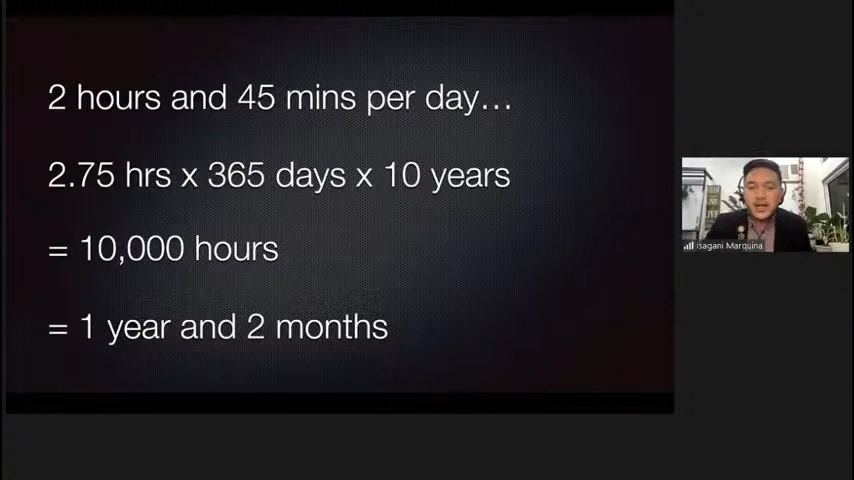 2 hours and 45 mins per day…
2.75 hrs x 365 days x 10 years
= 10,000 hours
= 1 year and 2 months
Isagani Marquina